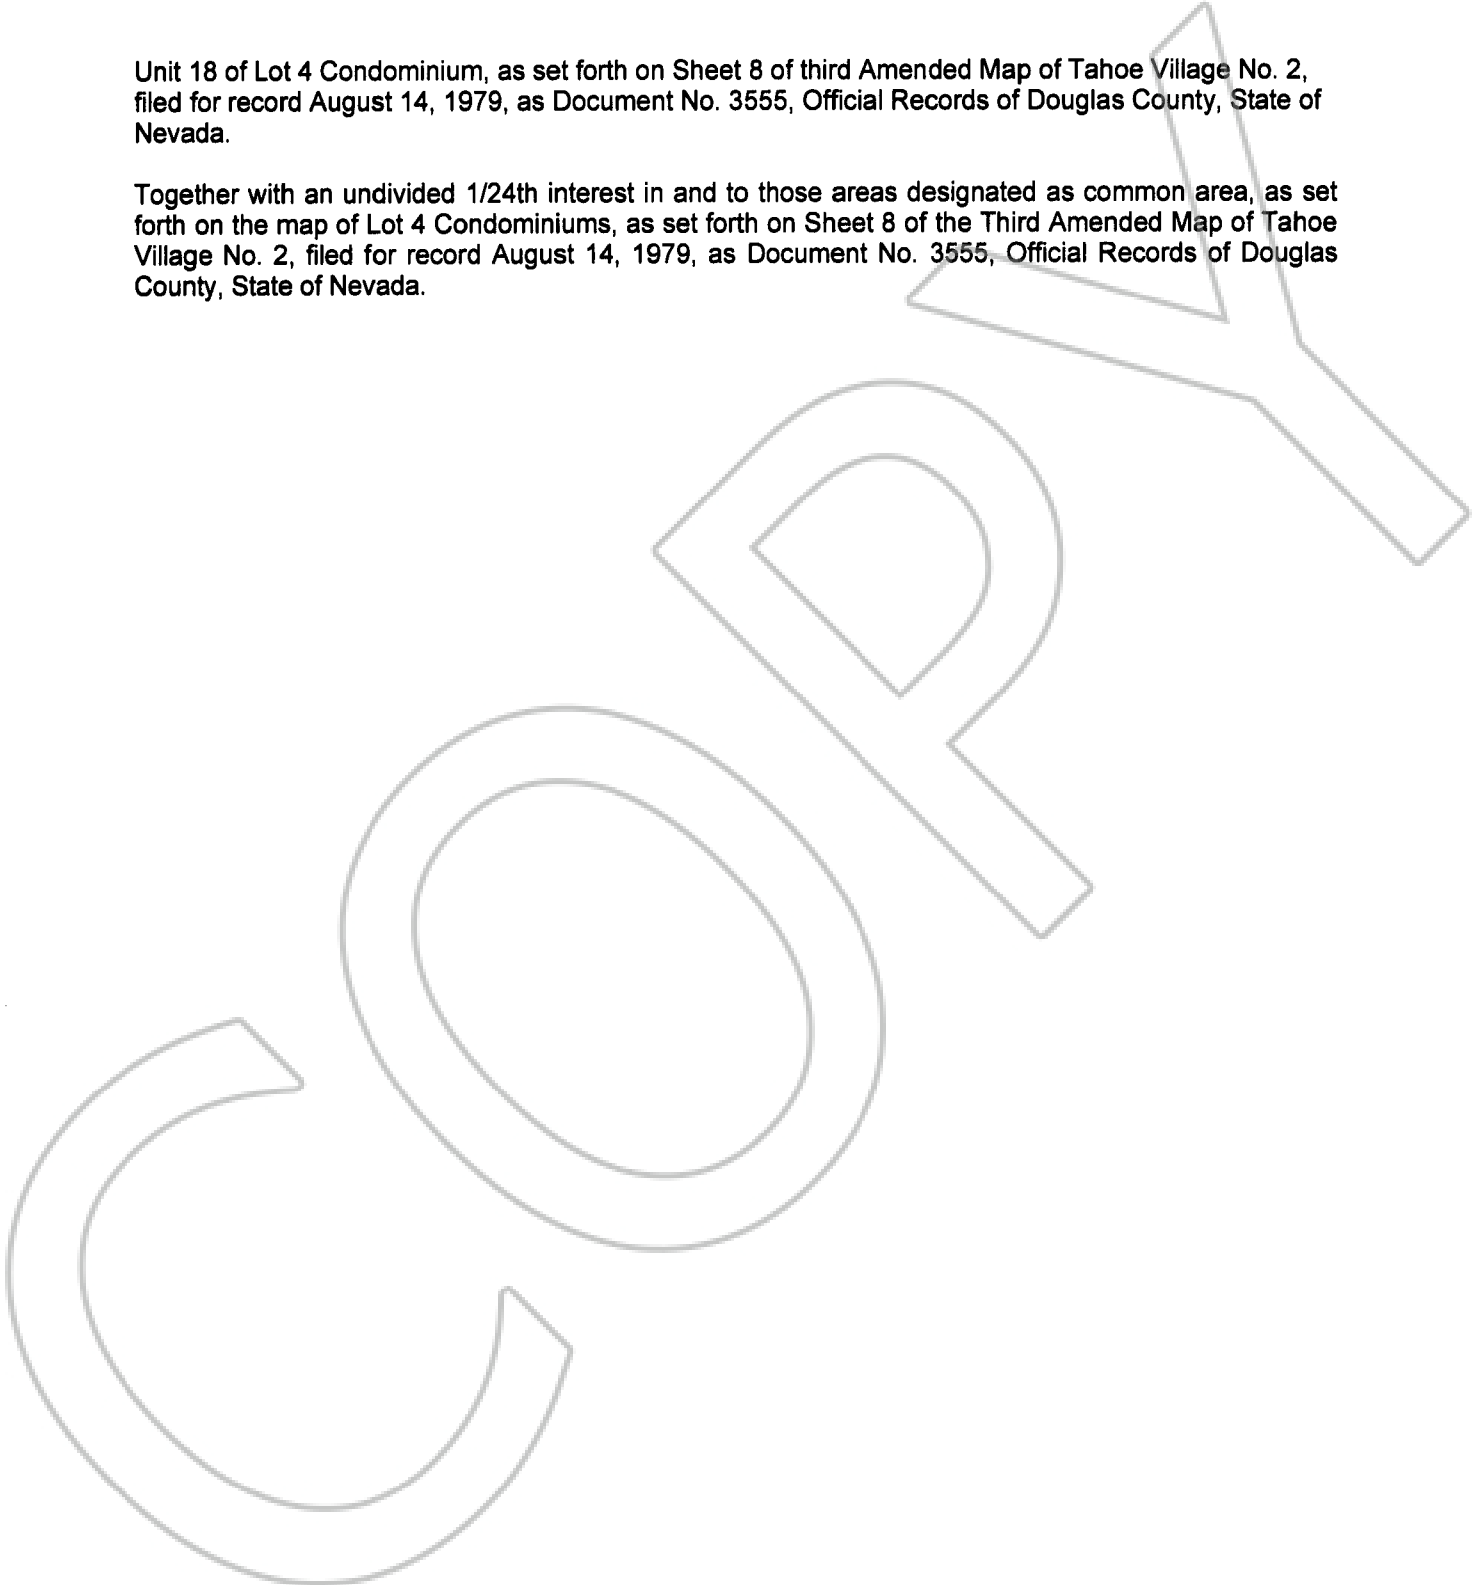 Unit 18 of Lot 4 Condominium, as set forth on Sheet 8 of third Amended Map of Tahoe Village No. 2,
filed for record August 14, 1979, as Document No. 3555, Official Records of Douglas County, State of
Nevada.
Together with an undivided 1/24th interest in and to those areas designated as common area, as set
forth on the map of Lot 4 Condominiums, as set forth on Sheet 8 of the Third Amended Map of Tahoe
Village No. 2, filed for record August 14, 1979, as Document No. 3555, Official Records of Douglas
County, State of Nevada.
COPY